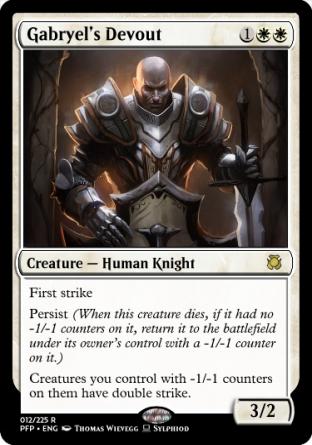 Gabryel's Devout 1
Creature — Human Knight
First strike
Persist (When this creature dies, if it had no
-1/-1 counters on it, return it to the battlefield
under its owner's control with a -1/-1 counter
on it.)
Creatures you control with -1/-1 counters
on them have double strike.
3/2
012/225 R
PFP • ENG Thomas Wievegg Sylphiod